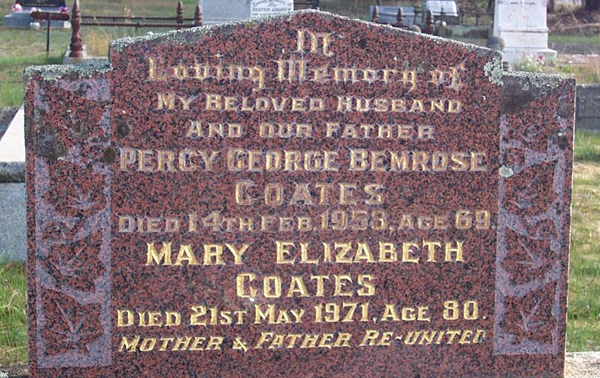 In
Loving Memory of
My Beloved Husband
And Our Father
PERCY GEORGE BEMROSE
COATES
Died 14th Feb. 1958, Age 69.
MARY ELIZABETH
COATES
Died 21st May 1971, Age 80.
Mother & Father Re-united